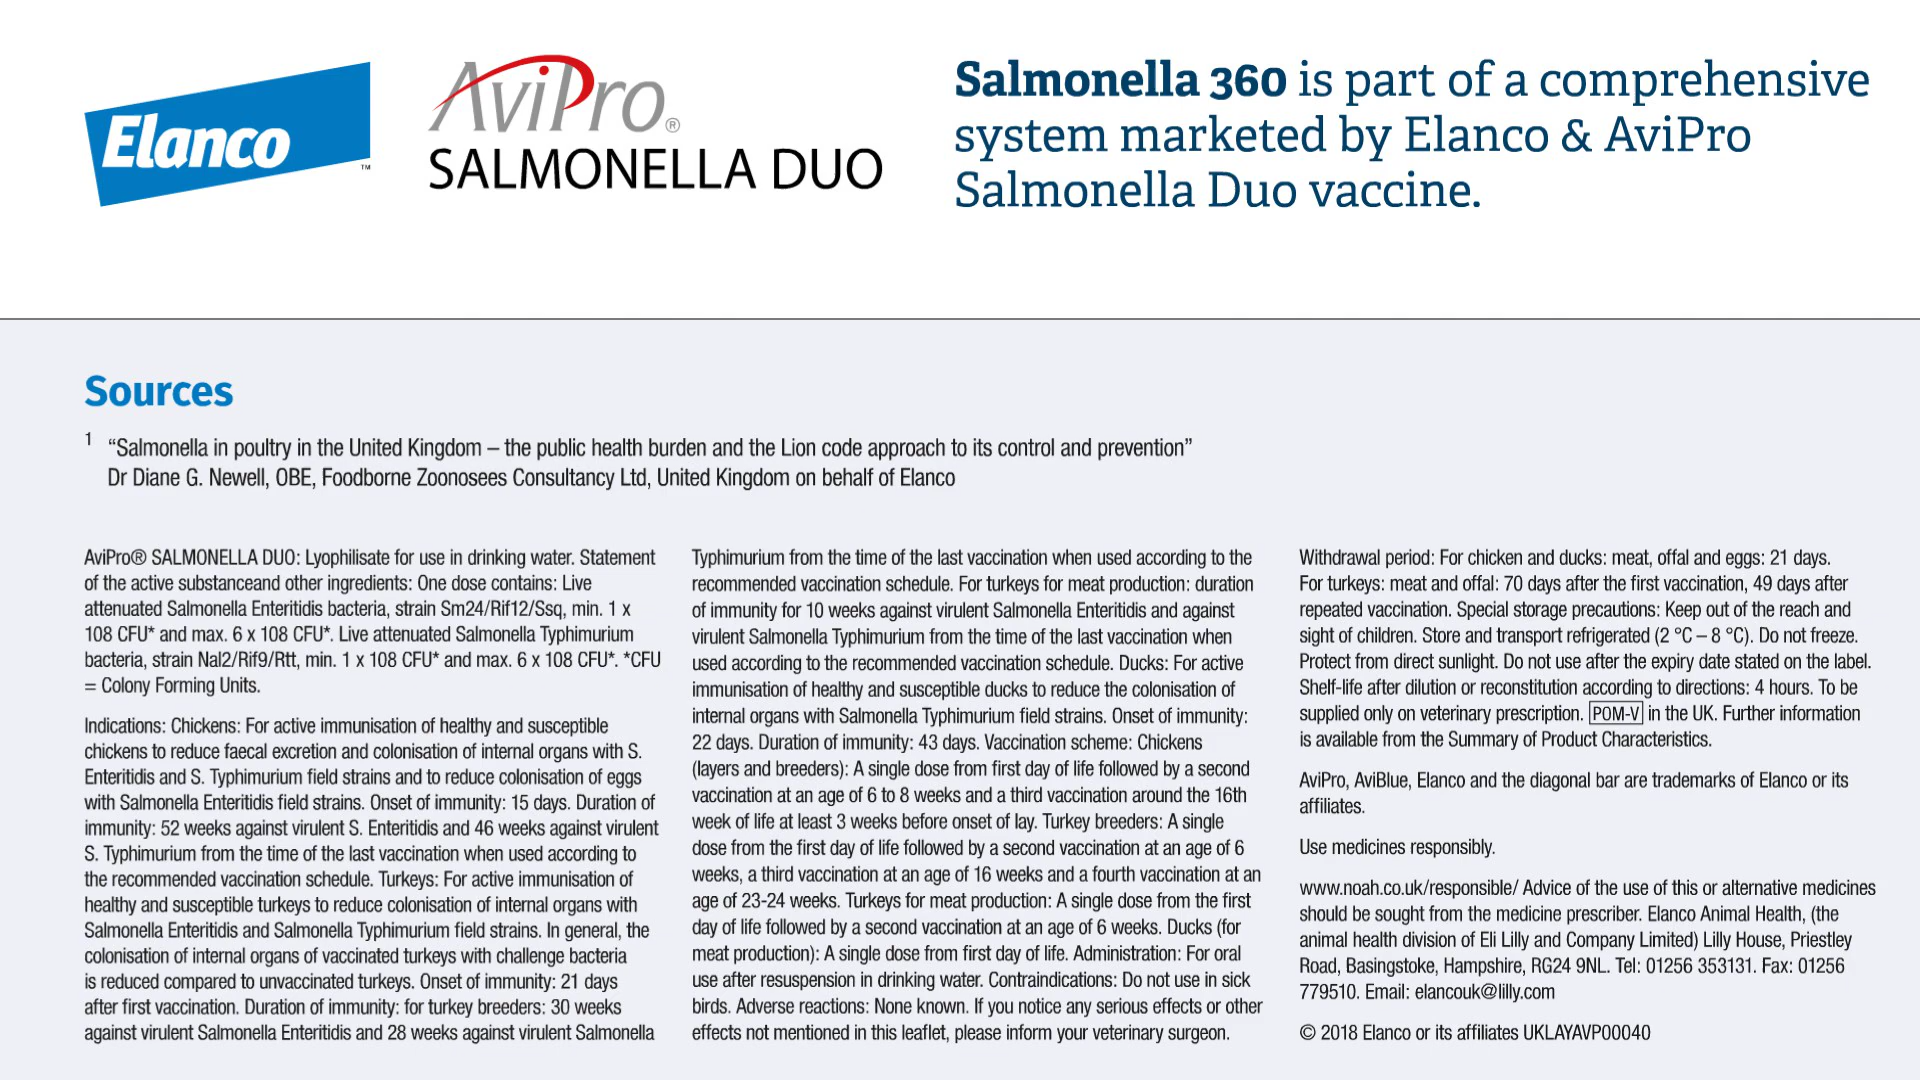 Elanco
™
AviPro®
SALMONELLA DUO
Salmonella 360 is part of a comprehensive
system marketed by Elanco & AviPro
Salmonella Duo vaccine.
Sources
1 “Salmonella in poultry in the United Kingdom – the public health burden and the Lion code approach to its control and prevention”
Dr Diane G. Newell, OBE, Foodborne Zoonosees Consultancy Ltd, United Kingdom on behalf of Elanco
AviPro® SALMONELLA DUO: Lyophilisate for use in drinking water. Statement
of the active substanceand other ingredients: One dose contains: Live
attenuated Salmonella Enteritidis bacteria, strain Sm24/Rif12/Ssq, min. 1 x
108 CFU* and max. 6 x 108 CFU*. Live attenuated Salmonella Typhimurium
bacteria, strain Nal2/Rif9/Rtt, min. 1 x 108 CFU* and max. 6 x 108 CFU*. *CFU
= Colony Forming Units.
Indications: Chickens: For active immunisation of healthy and susceptible
chickens to reduce faecal excretion and colonisation of internal organs with S.
Enteritidis and S. Typhimurium field strains and to reduce colonisation of eggs
with Salmonella Enteritidis field strains. Onset of immunity: 15 days. Duration of
immunity: 52 weeks against virulent S. Enteritidis and 46 weeks against virulent
S. Typhimurium from the time of the last vaccination when used according to
the recommended vaccination schedule. Turkeys: For active immunisation of
healthy and susceptible turkeys to reduce colonisation of internal organs with
Salmonella Enteritidis and Salmonella Typhimurium field strains. In general, the
colonisation of internal organs of vaccinated turkeys with challenge bacteria
is reduced compared to unvaccinated turkeys. Onset of immunity: 21 days
after first vaccination. Duration of immunity: for turkey breeders: 30 weeks
against virulent Salmonella Enteritidis and 28 weeks against virulent Salmonella
Typhimurium from the time of the last vaccination when used according to the
recommended vaccination schedule. For turkeys for meat production: duration
of immunity for 10 weeks against virulent Salmonella Enteritidis and against
virulent Salmonella Typhimurium from the time of the last vaccination when
used according to the recommended vaccination schedule. Ducks: For active
immunisation of healthy and susceptible ducks to reduce the colonisation of
internal organs with Salmonella Typhimurium field strains. Onset of immunity:
22 days. Duration of immunity: 43 days. Vaccination scheme: Chickens
(layers and breeders): A single dose from first day of life followed by a second
vaccination at an age of 6 to 8 weeks and a third vaccination around the 16th
week of life at least 3 weeks before onset of lay. Turkey breeders: A single
dose from the first day of life followed by a second vaccination at an age of 6
weeks, a third vaccination at an age of 16 weeks and a fourth vaccination at an
age of 23-24 weeks. Turkeys for meat production: A single dose from the first
day of life followed by a second vaccination at an age of 6 weeks. Ducks (for
meat production): A single dose from first day of life. Administration: For oral
use after resuspension in drinking water. Contraindications: Do not use in sick
birds. Adverse reactions: None known. If you notice any serious effects or other
effects not mentioned in this leaflet, please inform your veterinary surgeon.
Withdrawal period: For chicken and ducks: meat, offal and eggs: 21 days.
For turkeys: meat and offal: 70 days after the first vaccination, 49 days after
repeated vaccination. Special storage precautions: Keep out of the reach and
sight of children. Store and transport refrigerated (2 °C – 8 °C). Do not freeze.
Protect from direct sunlight. Do not use after the expiry date stated on the label.
Shelf-life after dilution or reconstitution according to directions: 4 hours. To be
supplied only on veterinary prescription. POM-V in the UK. Further information
is available from the Summary of Product Characteristics.
AviPro, AviBlue, Elanco and the diagonal bar are trademarks of Elanco or its
affiliates.
Use medicines responsibly.
www.noah.co.uk/responsible/ Advice of the use of this or alternative medicines
should be sought from the medicine prescriber. Elanco Animal Health, (the
animal health division of Eli Lilly and Company Limited) Lilly House, Priestley
Road, Basingstoke, Hampshire, RG24 9NL. Tel: 01256 353131. Fax: 01256
779510. Email: elancouk@lilly.com
© 2018 Elanco or its affiliates UKLAYAVP00040